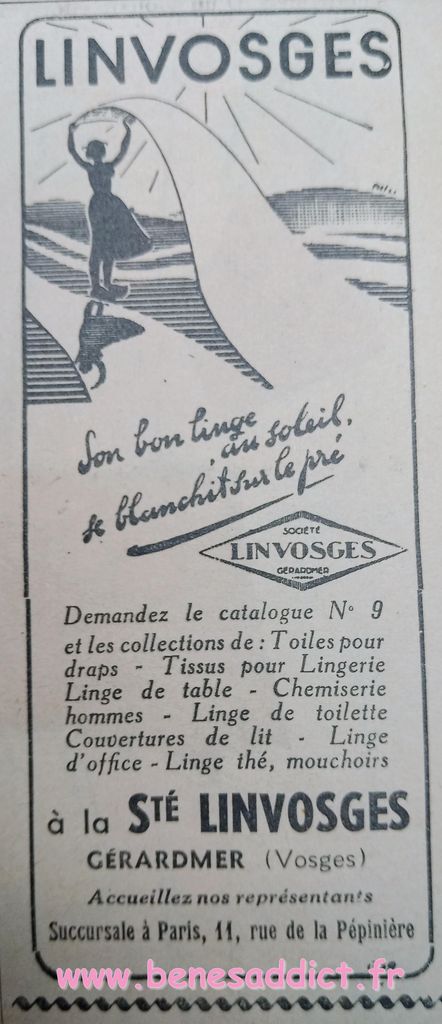 LINVOSGES
Son bon linge
au soleil,
se blanchit sur le pré
SOCIÉTÉ
LINVOSGES
GÉRARDMER
Demandez le catalogue N° 9
et les collections de : Toiles pour
draps - Tissus pour Lingerie
Linge de table - Chemiserie
hommes - Linge de toilette
Couvertures de lit - Linge
d'office - Linge thé, mouchoirs
à la STÉ LINVOSGES
GÉRARDMER (Vosges)
Accueillez nos représentants
Succursale à Paris, 11, rue de la Pépinière
www.benesaddict.fr